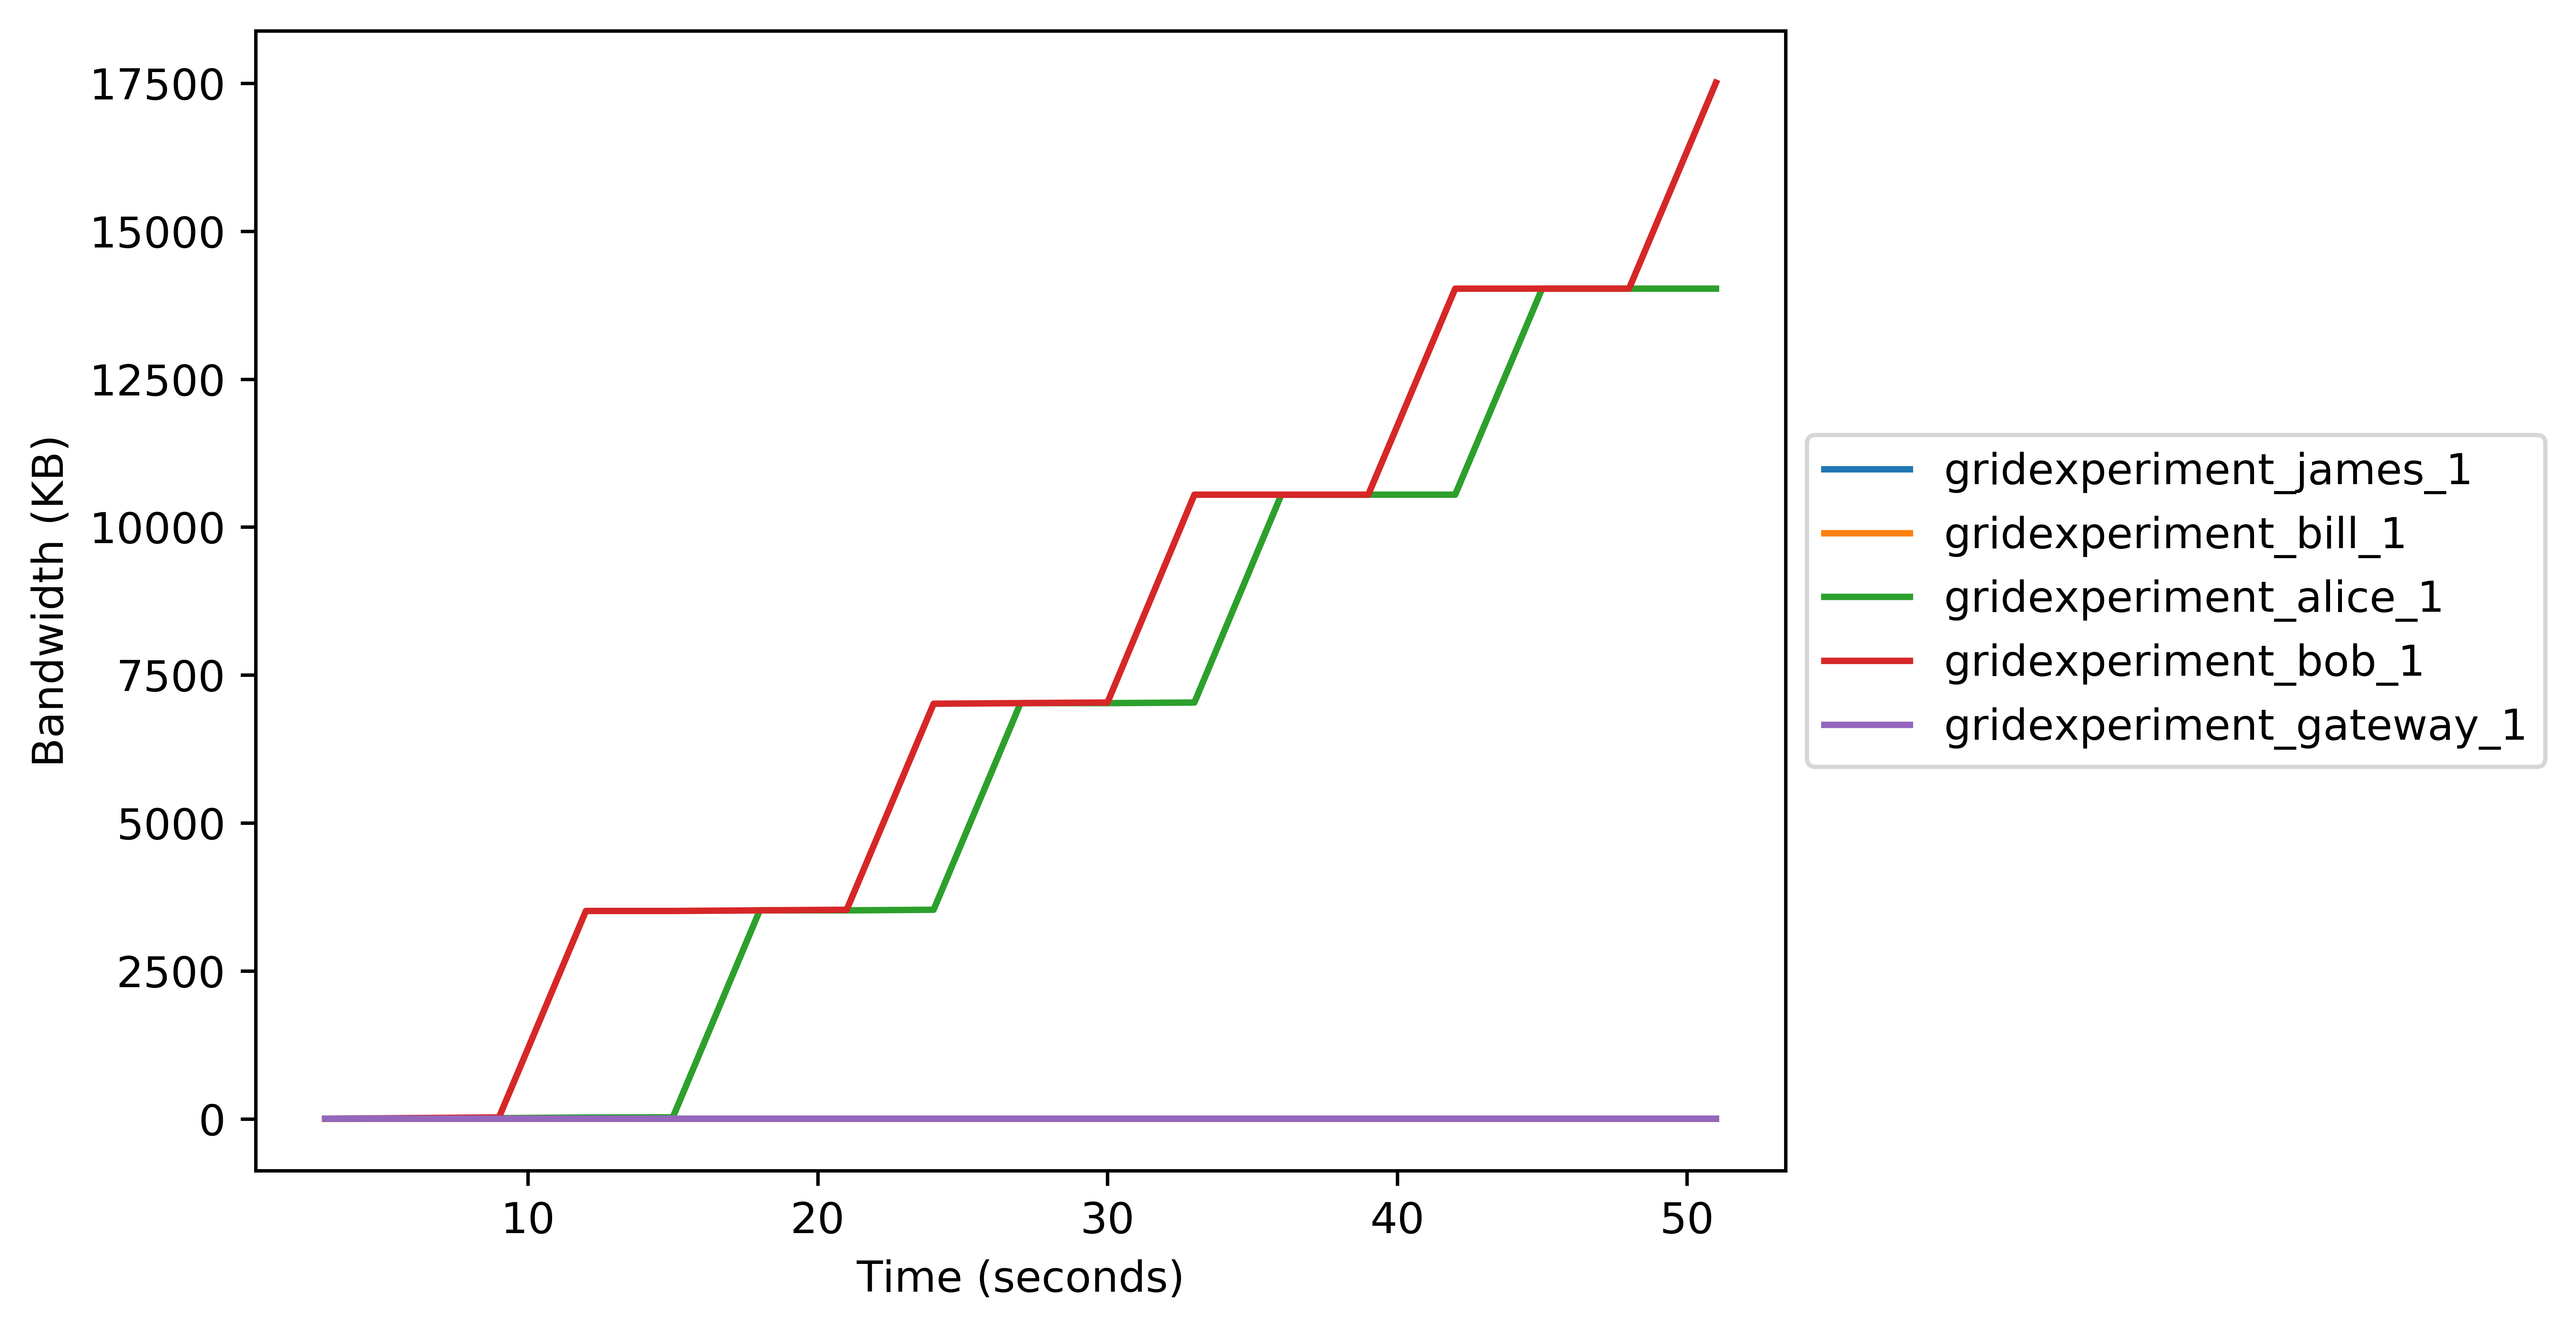 17500
15000
12500
10000
7500
5000
2500
0
Bandwidth (KB)
10 20 30 40 50
Time (seconds)
gridexperiment_james_1
gridexperiment_bill_1
gridexperiment_alice_1
gridexperiment_bob_1
gridexperiment_gateway_1